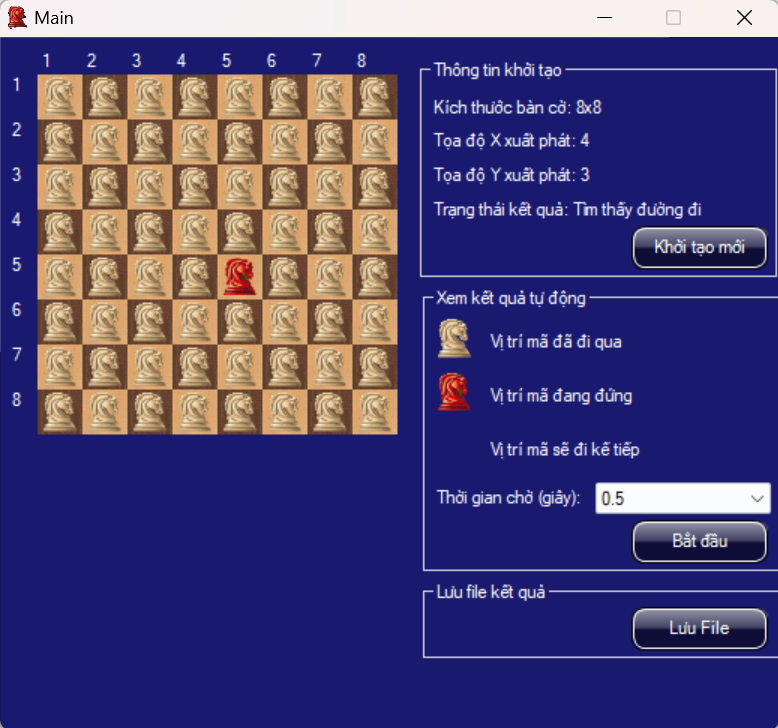 Main
1 2 3 4 5 6 7 8
1
2
3
4
5
6
7
8
Thông tin khởi tạo
Kích thước bàn cờ: 8x8
Tọa độ X xuất phát: 4
Tọa độ Y xuất phát: 3
Trạng thái kết quả: Tìm thấy đường đi
Khởi tạo mới
Xem kết quả tự động
Vị trí mã đã đi qua
Vị trí mã đang đứng
Vị trí mã sẽ đi kế tiếp
Thời gian chờ (giây): 0.5
Bắt đầu
Lưu file kết quả
Lưu File